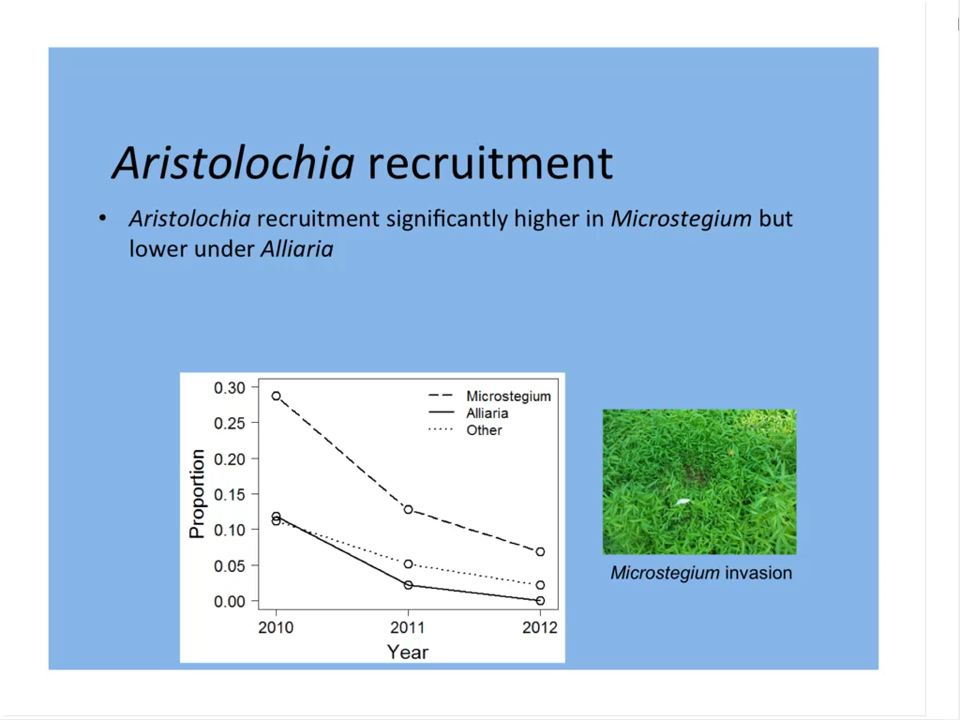 Aristolochia recruitment
• Aristolochia recruitment significantly higher in Microstegium but
lower under Alliaria
0.30
0.25
0.20
0.15
0.10
0.05
0.00
Proportion
Microstegium
Alliaria
Other
2010 2011 2012
Year
Microstegium invasion